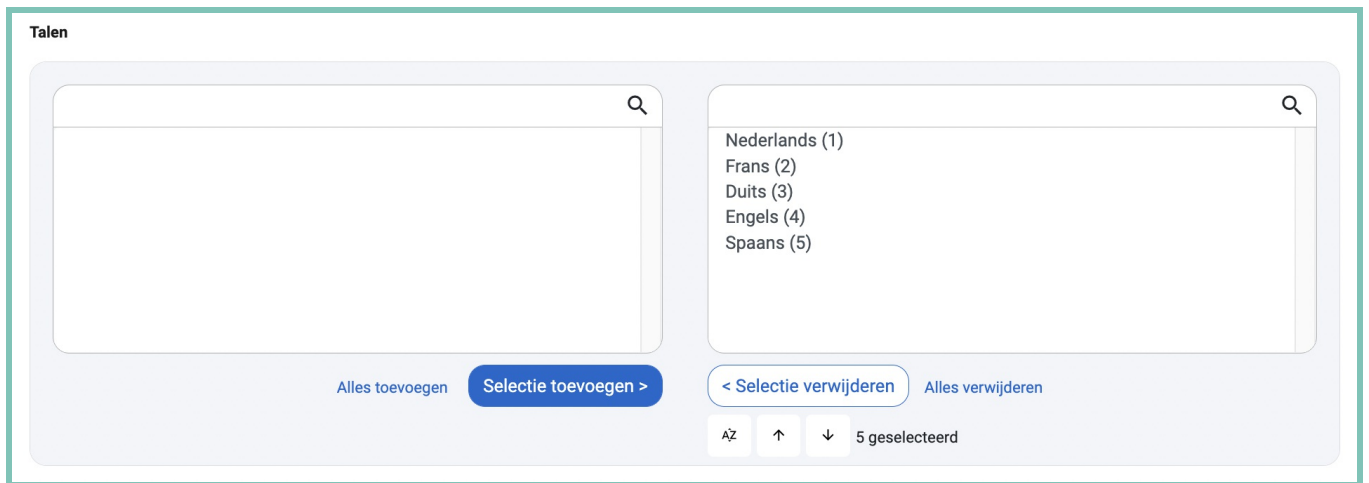 Talen
Nederlands (1)
Frans (2)
Duits (3)
Engels (4)
Spaans (5)
Alles toevoegen
Selectie toevoegen >
< Selectie verwijderen
Alles verwijderen
AZ
5 geselecteerd